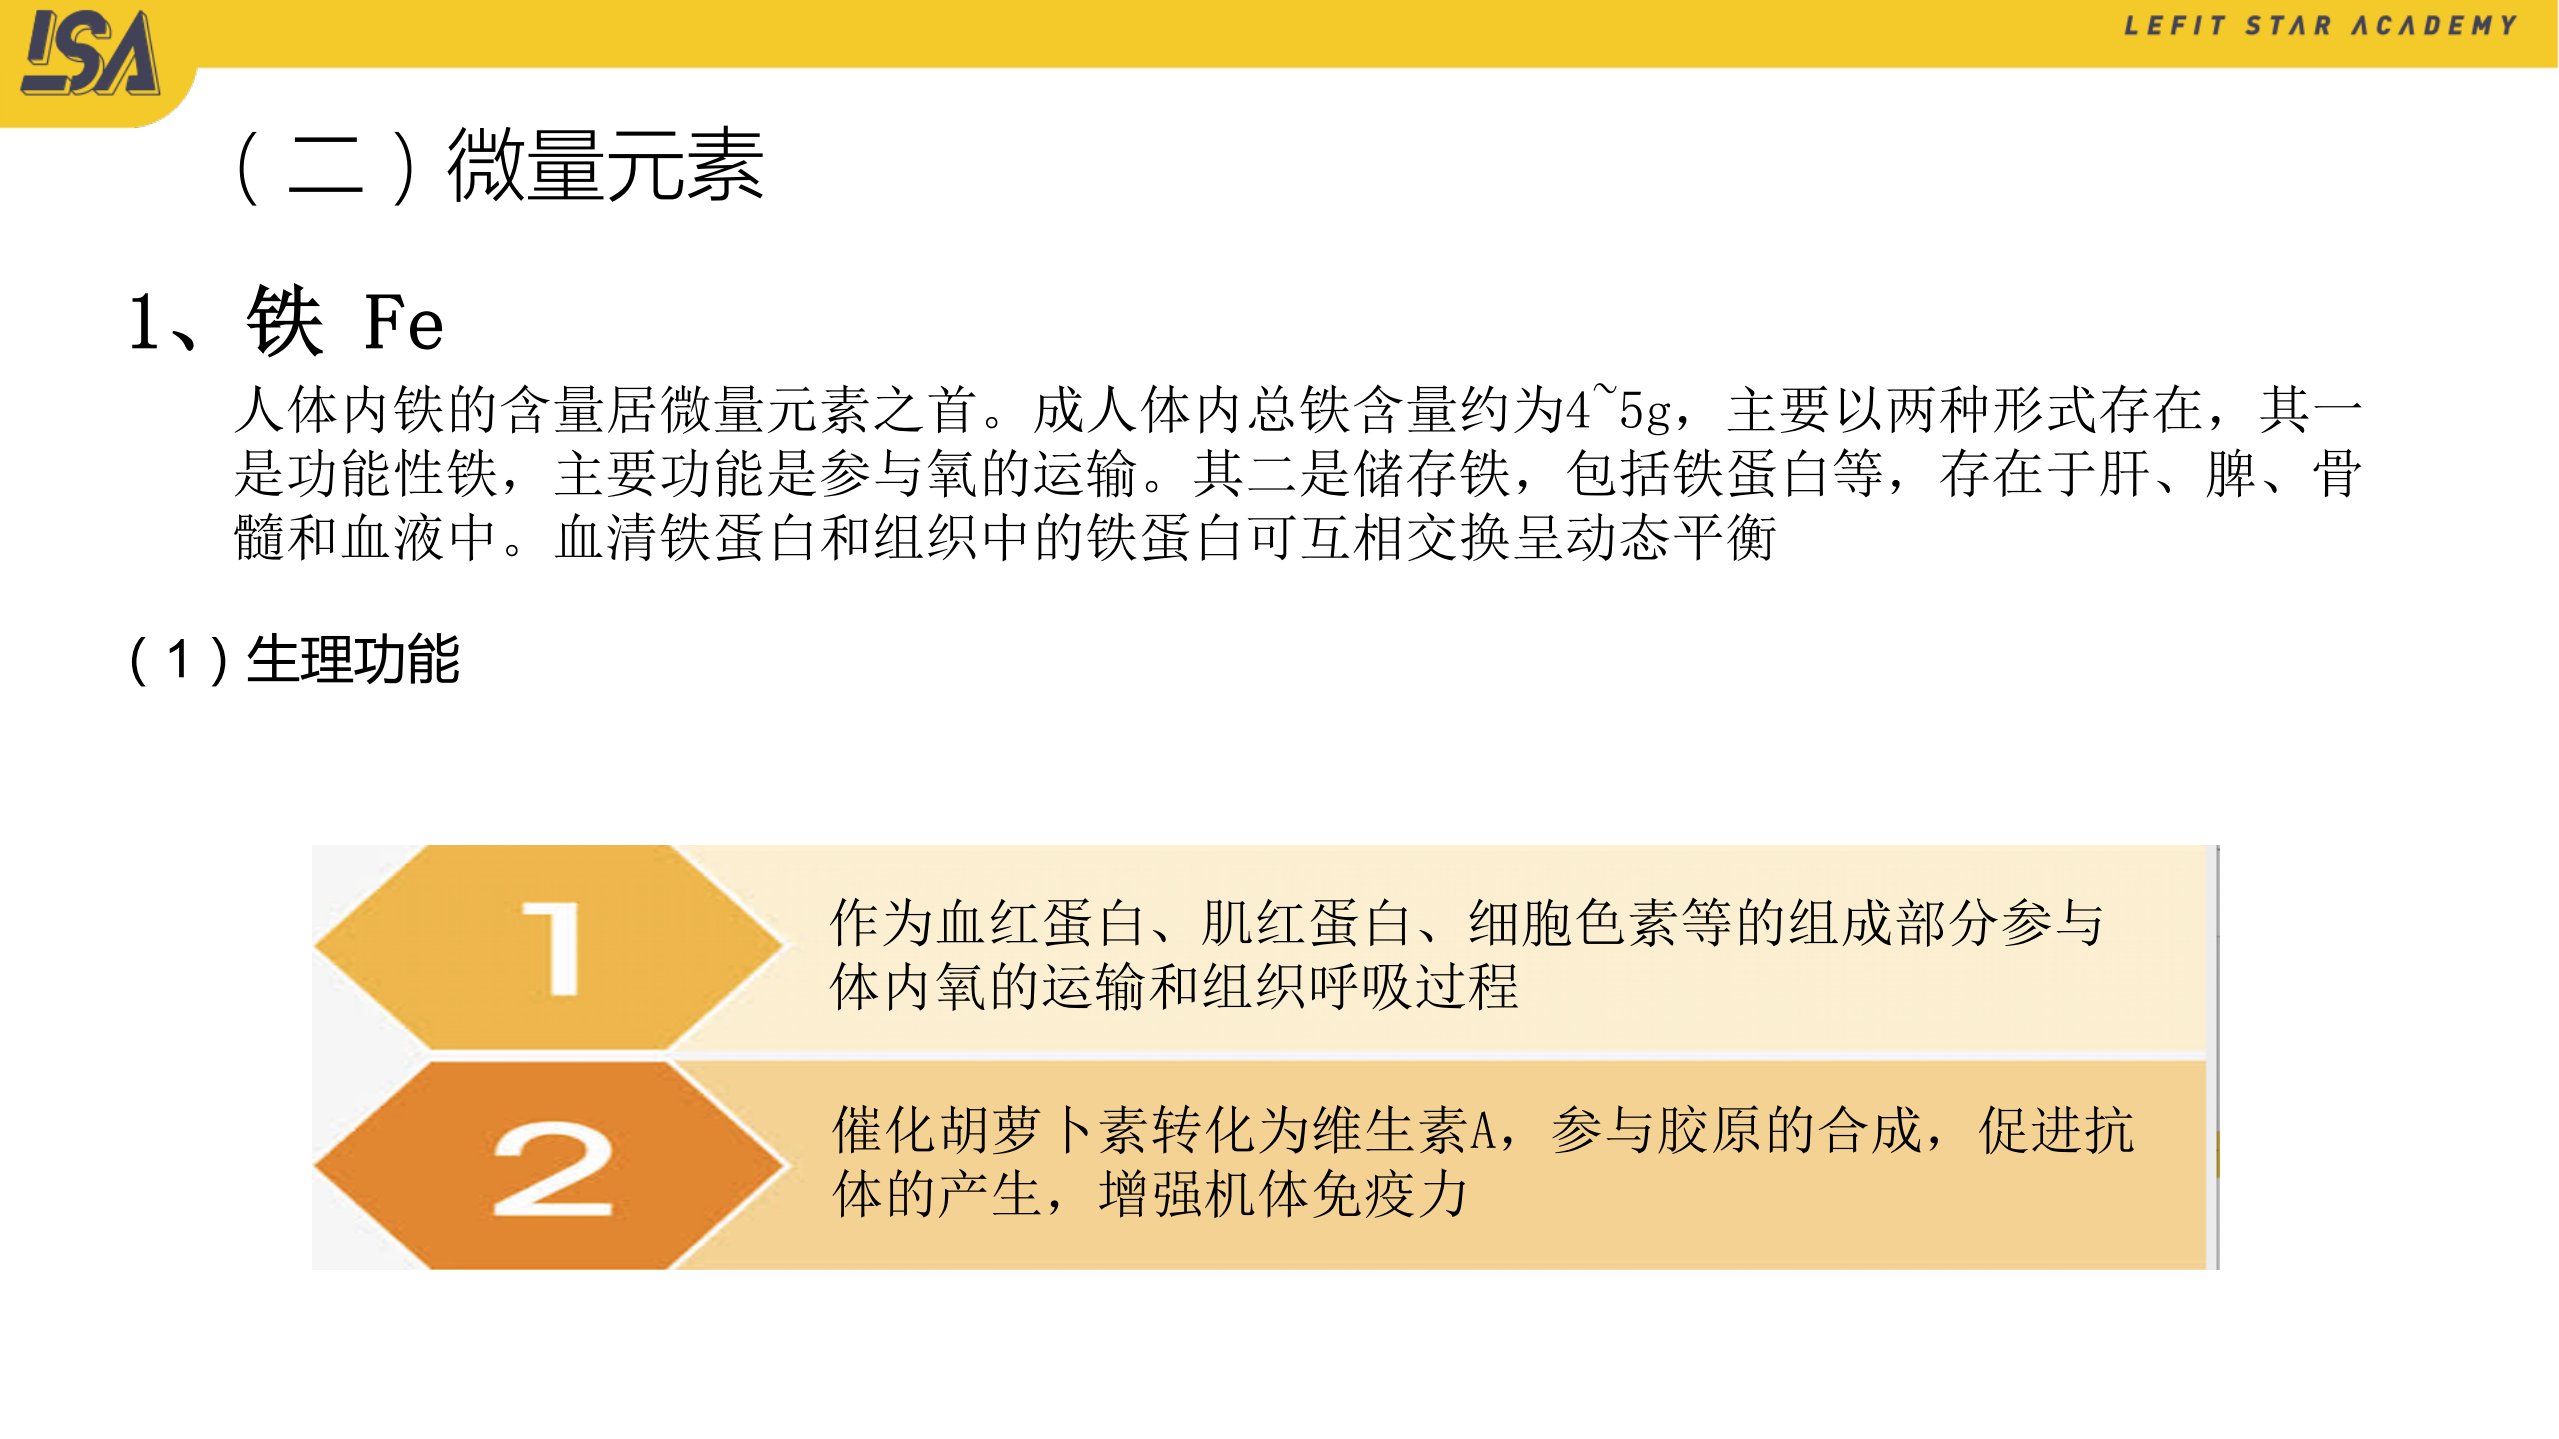 LSA
LEFIT STAR ACADEMY
（二）微量元素
1、铁 Fe
人体内铁的含量居微量元素之首。成人体内总铁含量约为4~5g，主要以两种形式存在，其一
是功能性铁，主要功能是参与氧的运输。其二是储存铁，包括铁蛋白等，存在于肝、脾、骨
髓和血液中。血清铁蛋白和组织中的铁蛋白可互相交换呈动态平衡
（1）生理功能
1
作为血红蛋白、肌红蛋白、细胞色素等的组成部分参与
体内氧的运输和组织呼吸过程
2
催化胡萝卜素转化为维生素A，参与胶原的合成，促进抗
体的产生，增强机体免疫力